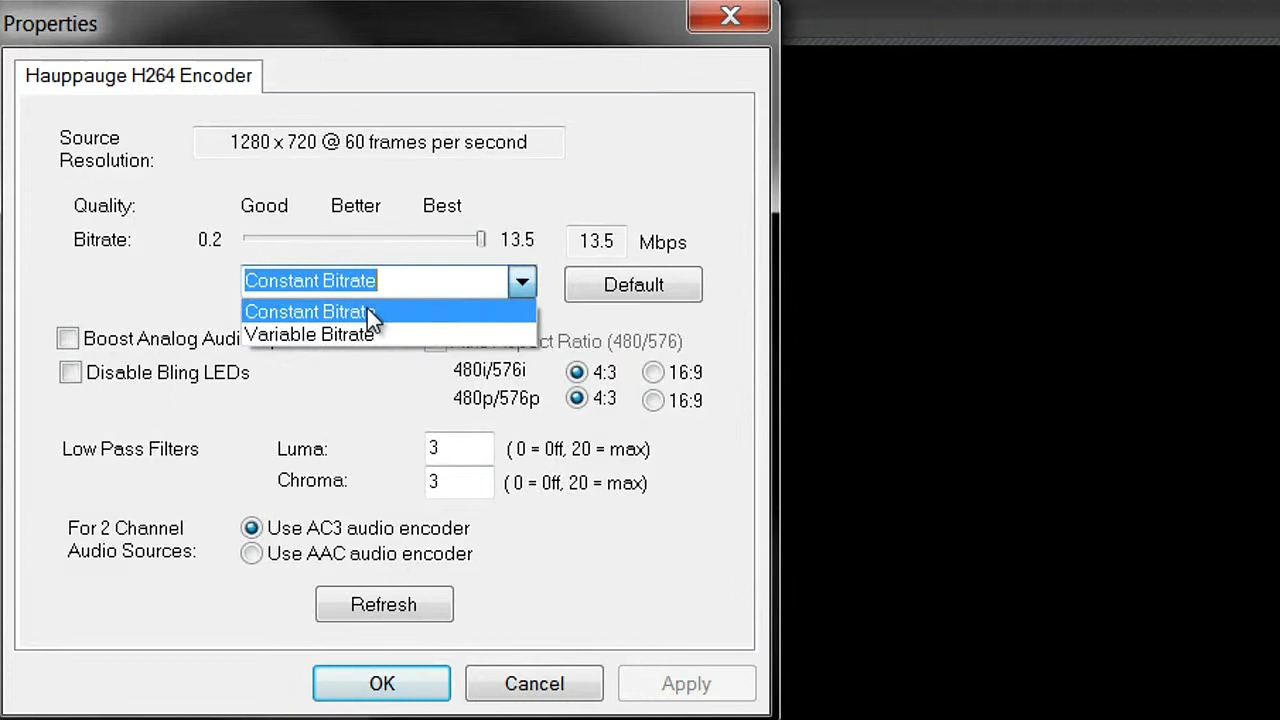 Properties
X
Hauppauge H264 Encoder
Source Resolution: 1280 x 720 @ 60 frames per second
Quality: Good Better Best
Bitrate: 0.2 13.5 13.5 Mbps
Constant Bitrate Default
Constant Bitrate
Variable Bitrate
Boost Analog Ratio (480/576)
Disable Bling LEDs
480i/576i 4:3 16:9
480p/576p 4:3 16:9
Low Pass Filters Luma: 3 ( 0 = Off, 20 = max)
Chroma: 3 ( 0 = Off, 20 = max)
For 2 Channel Audio Sources:
Use AC3 audio encoder
Use AAC audio encoder
Refresh
OK Cancel Apply